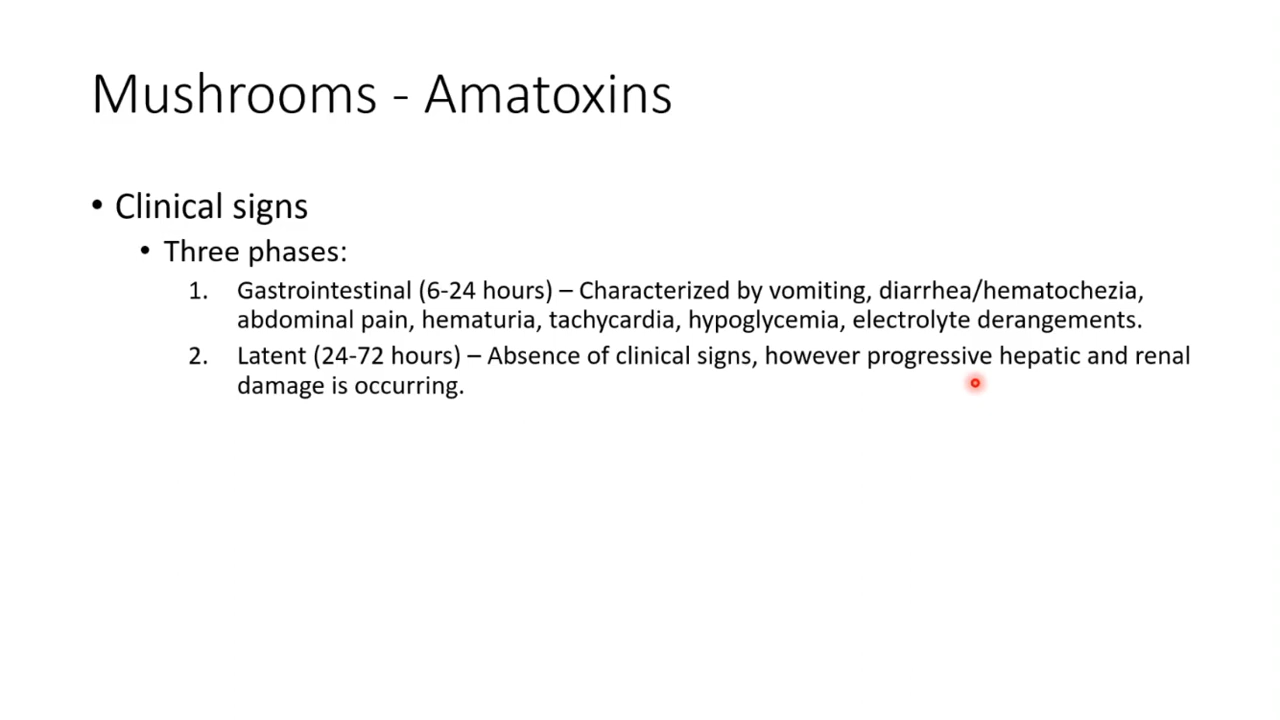 Mushrooms - Amatoxins
• Clinical signs
• Three phases:
1. Gastrointestinal (6-24 hours) – Characterized by vomiting, diarrhea/hematochezia,
abdominal pain, hematuria, tachycardia, hypoglycemia, electrolyte derangements.
2. Latent (24-72 hours) – Absence of clinical signs, however progressive hepatic and renal
damage is occurring.